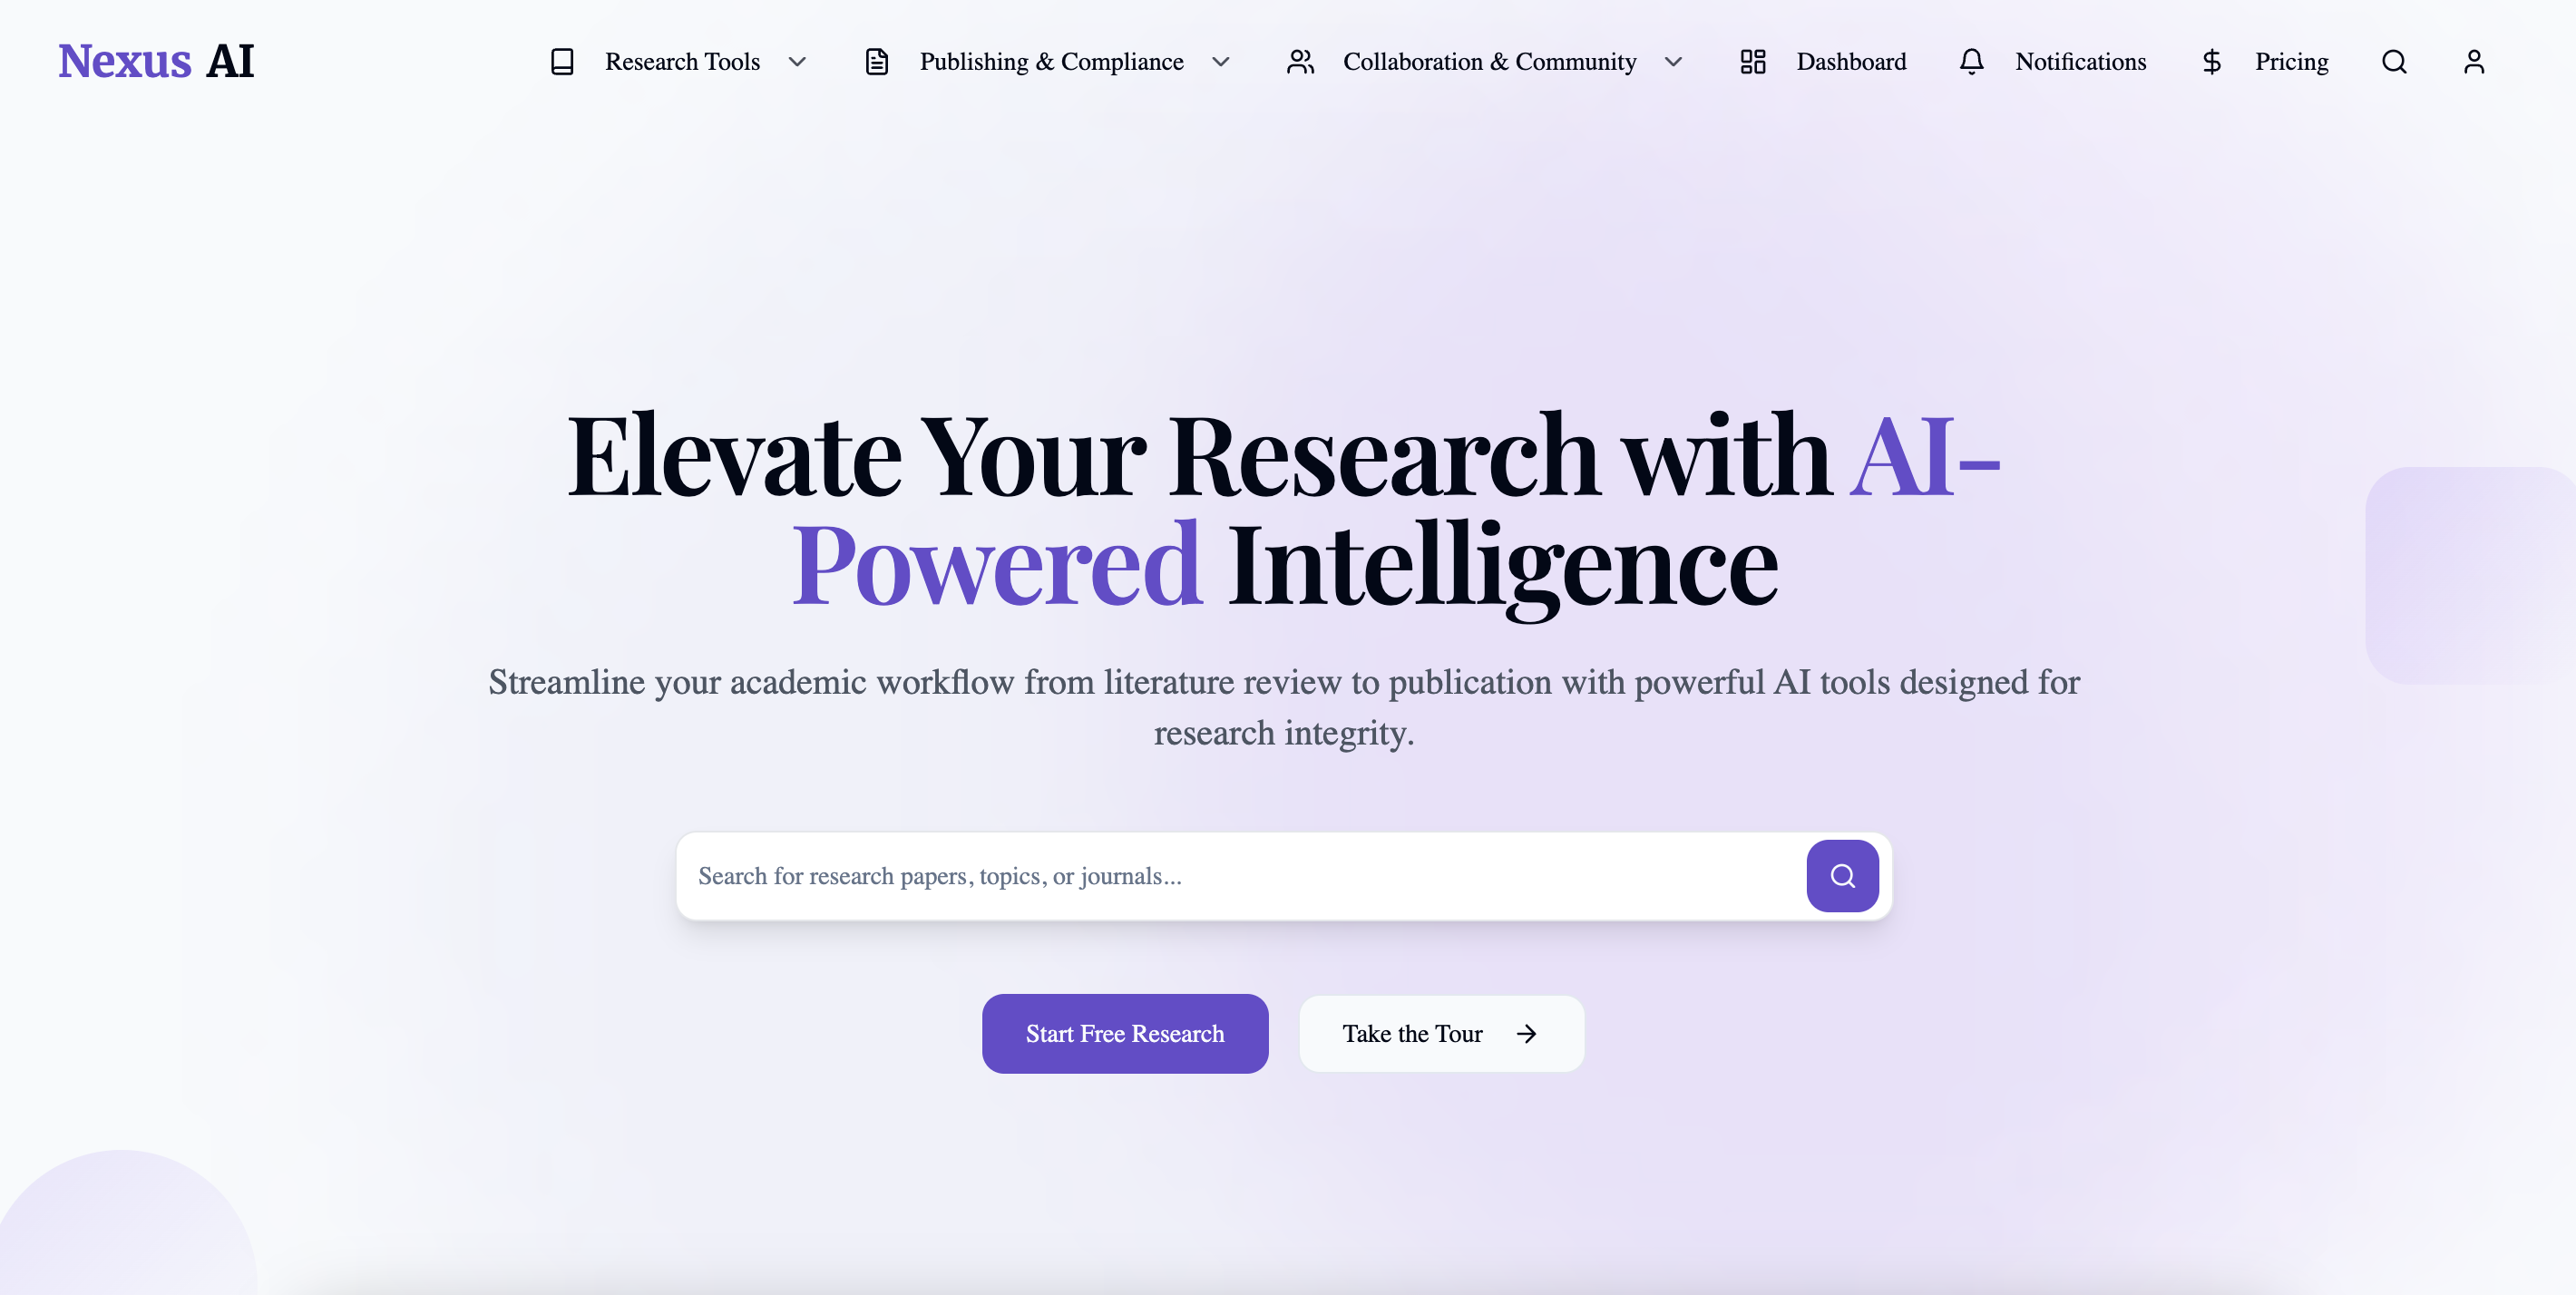 Nexus AI
Research Tools
Publishing & Compliance
Collaboration & Community
Dashboard
Notifications
Pricing
Elevate Your Research with AI-
Powered Intelligence
Streamline your academic workflow from literature review to publication with powerful AI tools designed for
research integrity.
Search for research papers, topics, or journals...
Start Free Research
Take the Tour